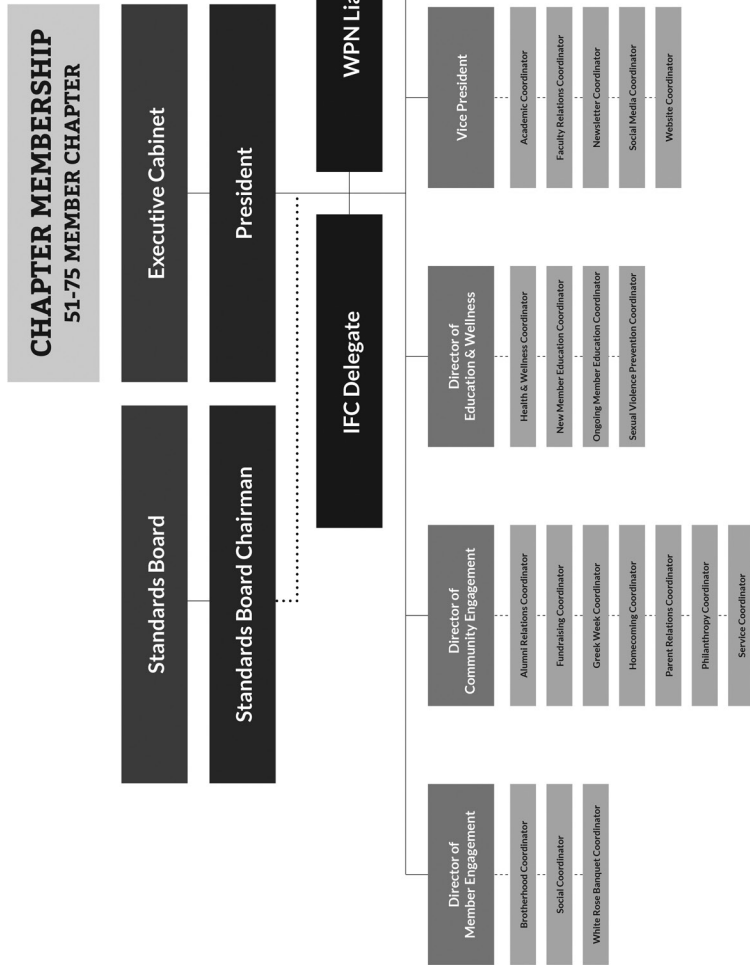 CHAPTER MEMBERSHIP
51-75 MEMBER CHAPTER
Standards Board
Executive Cabinet
Standards Board Chairman
President
IFC Delegate
WPN
Director of
Member Engagement
Brotherhood Coordinator
Social Coordinator
White Rose Banquet Coordinator
Director of
Community Engagement
Alumni Relations Coordinator
Fundraising Coordinator
Greek Week Coordinator
Homecoming Coordinator
Parent Relations Coordinator
Philanthropy Coordinator
Service Coordinator
Director of
Education & Wellness
Health & Wellness Coordinator
New Member Education Coordinator
Ongoing Member Education Coordinator
Sexual Violence Prevention Coordinator
Vice President
Academic Coordinator
Faculty Relations Coordinator
Newsletter Coordinator
Social Media Coordinator
Website Coordinator